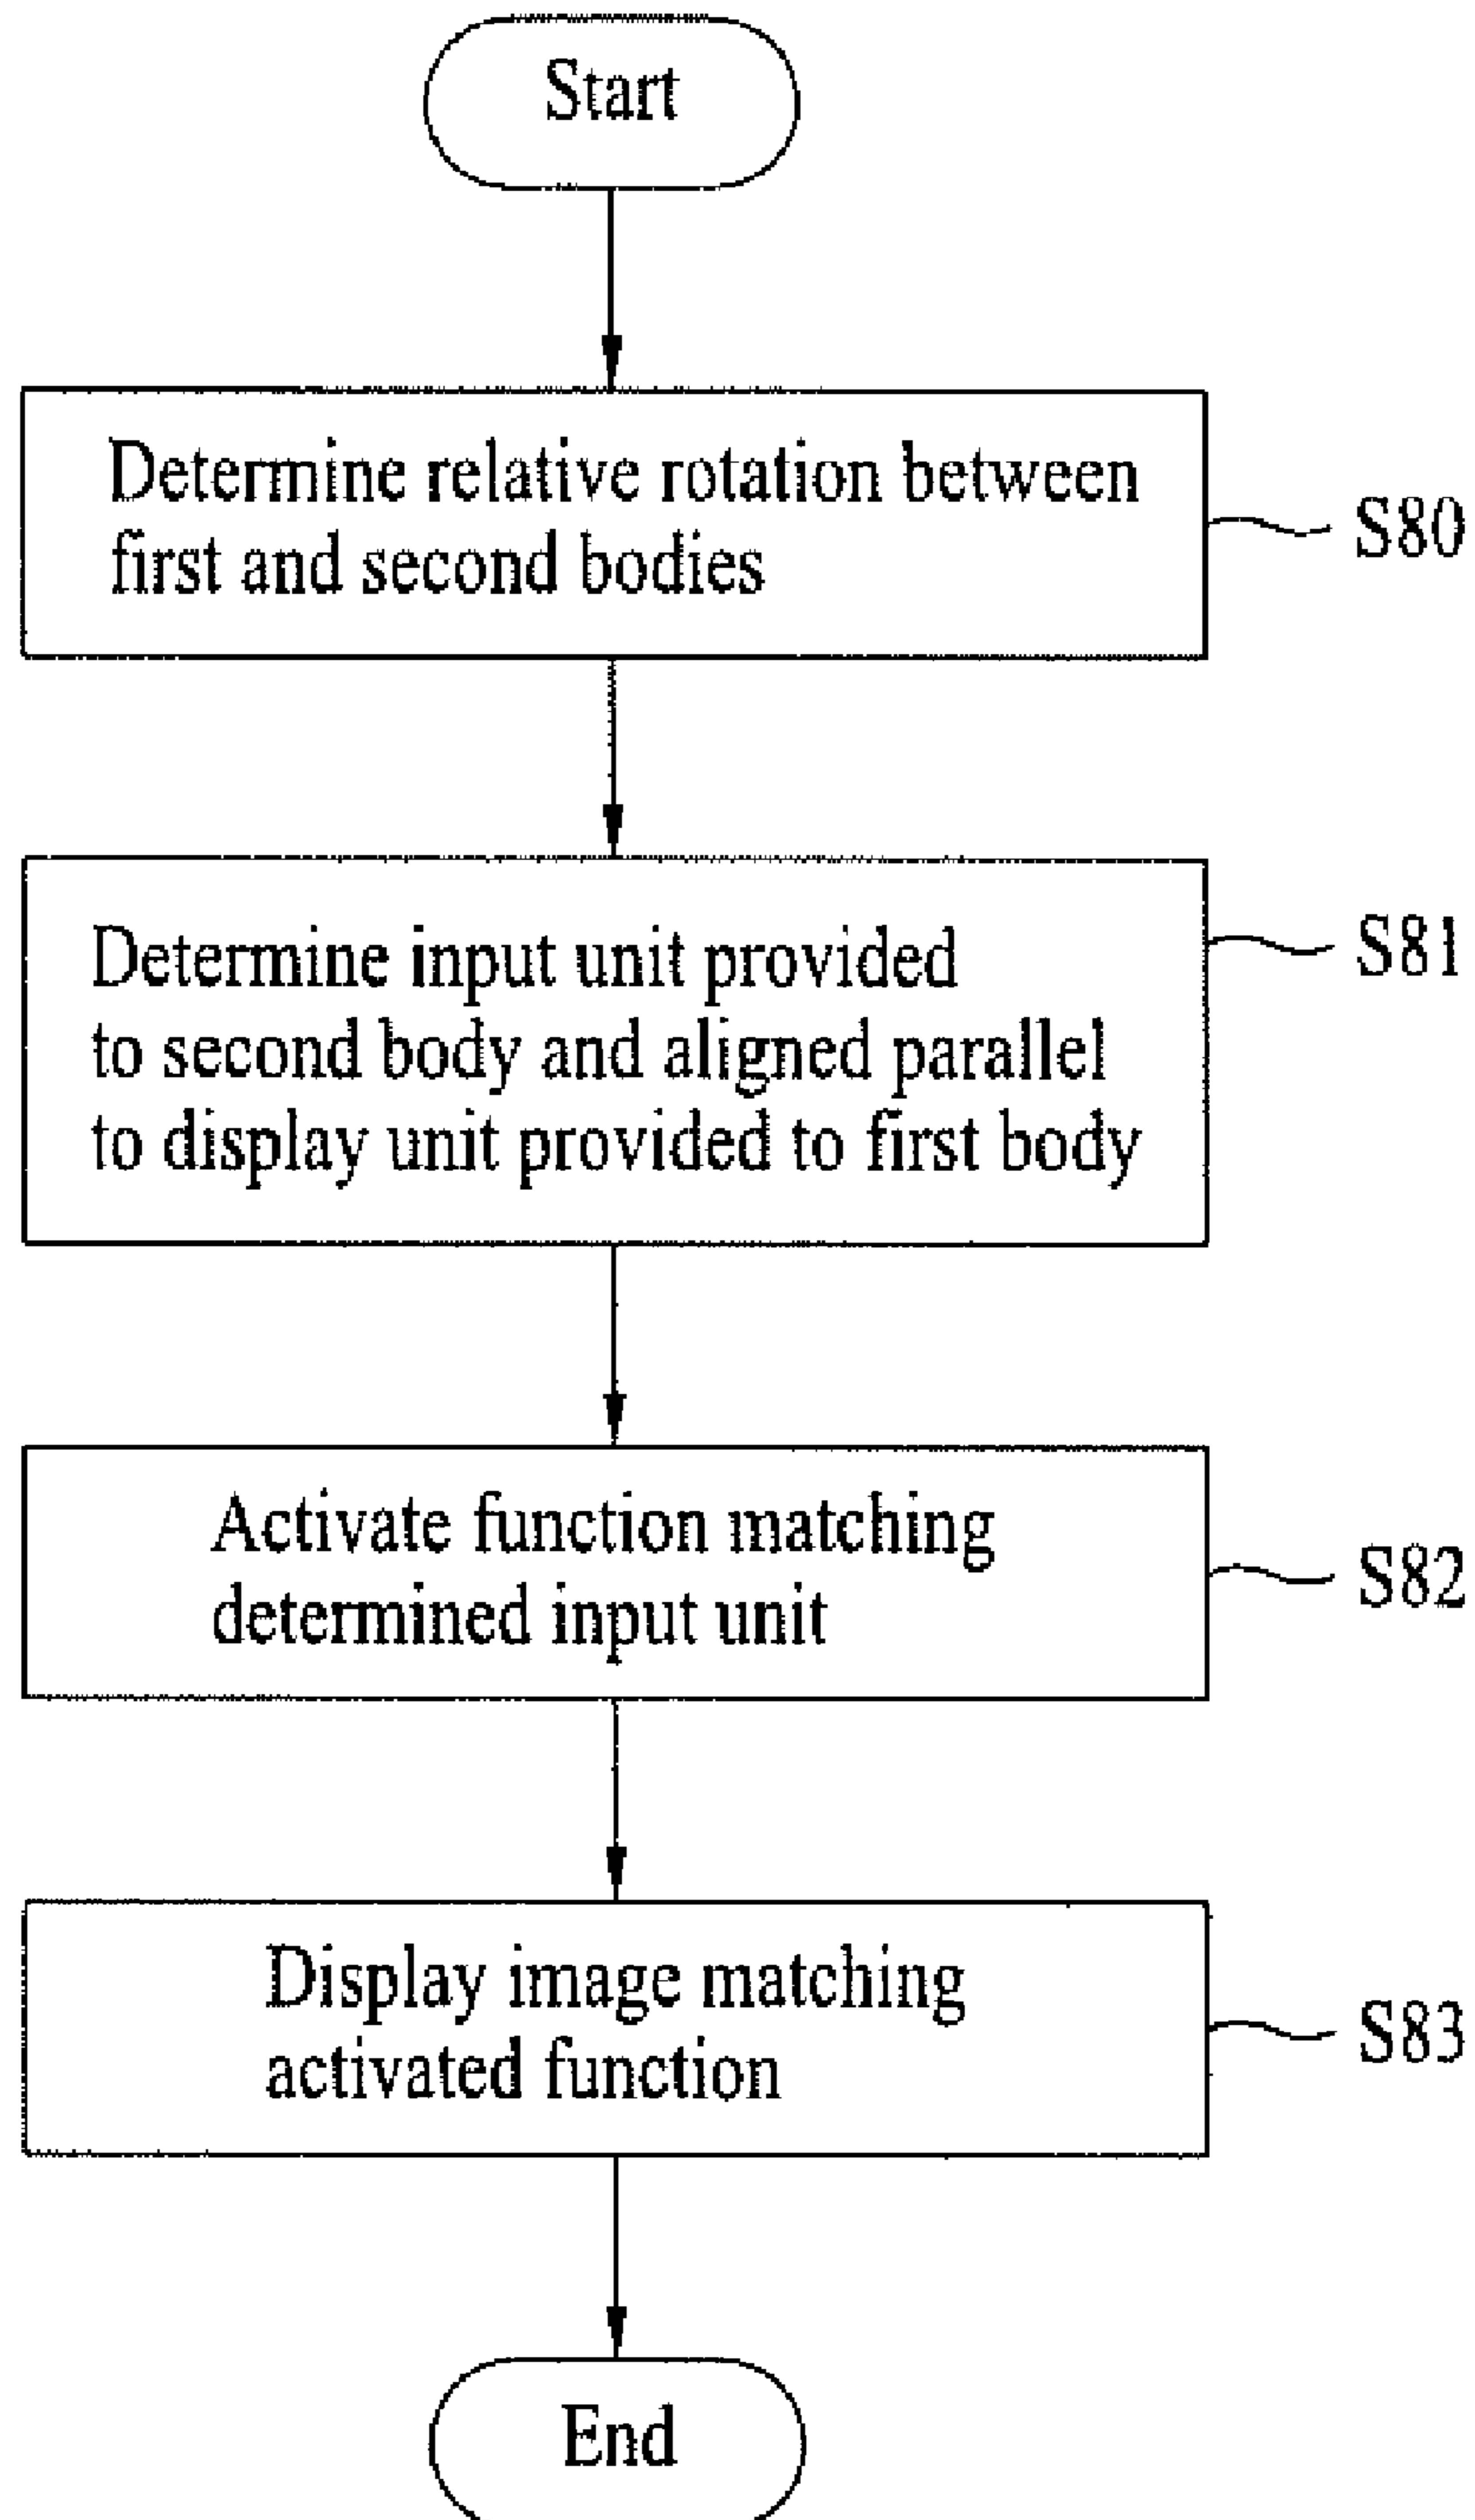 Start
Determine relative rotation between
first and second bodies
S80
Determine input unit provided
to second body and aligned parallel
to display unit provided to first body
S81
Activate function matching
determined input unit
S82
Display image matching
activated function
S83
End